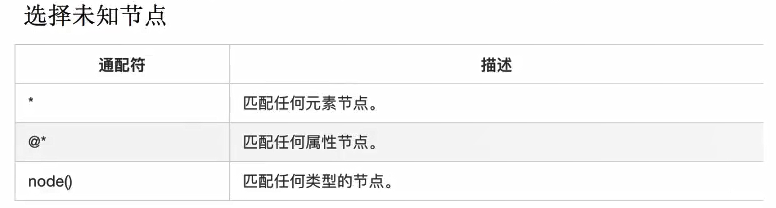 选择未知节点
通配符 描述
* 匹配任何元素节点。
@* 匹配任何属性节点。
node() 匹配任何类型的节点。